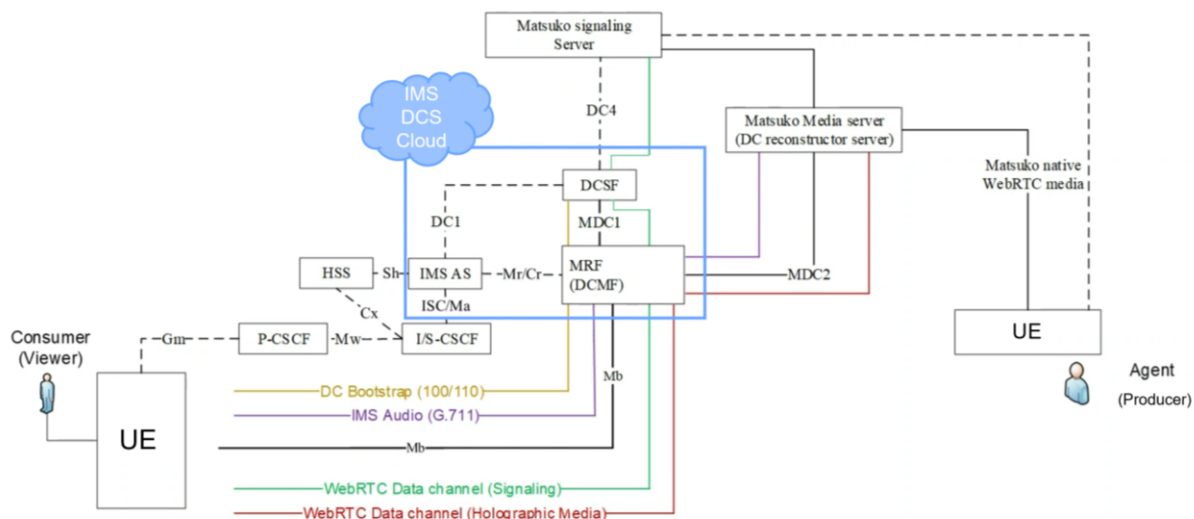 Matsuko signaling
Server
IMS
DCS
Cloud
DC4
Matsuko Media server
(DC reconstructor server)
Matsuko native
WebRTC media
DCSF
DC1
MDC1
HSS
Sh
IMS AS
Mr/Cr
MRF
(DCMF)
MDC2
ISC/Ma
Cx
Consumer
(Viewer)
Gm
P-CSCF
Mw
I/S-CSCF
UE
Agent
(Producer)
Mb
DC Bootstrap (100/110)
IMS Audio (G.711)
UE
Mb
WebRTC Data channel (Signaling)
WebRTC Data channel (Holographic Media)